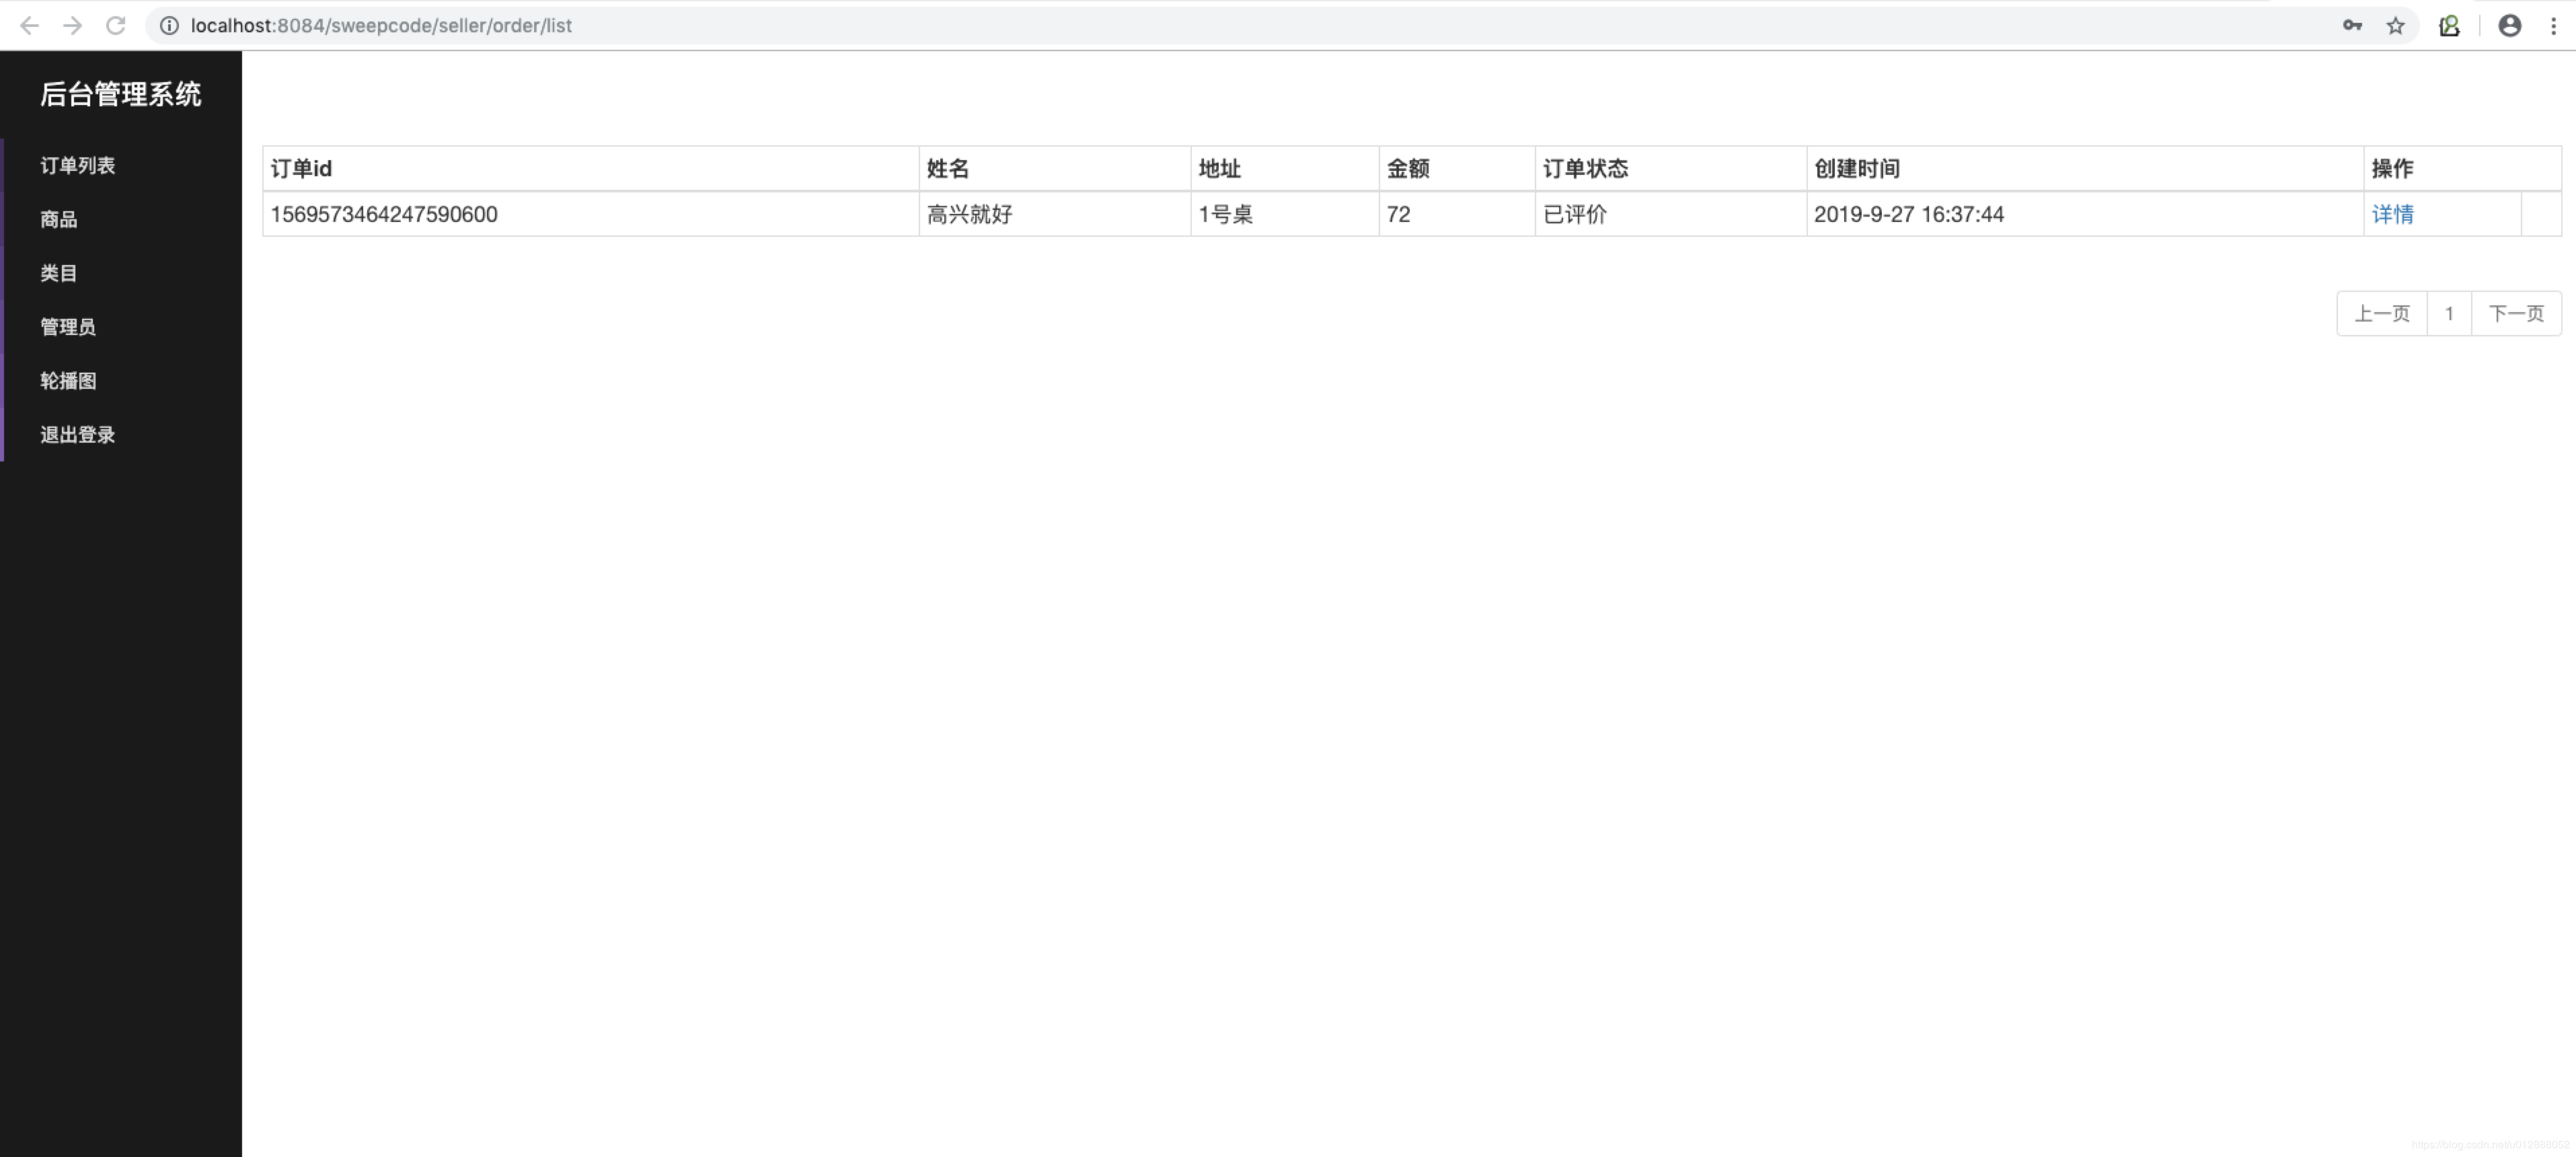 localhost:8084/sweepcode/seller/order/list
后台管理系统
订单列表
商品
类目
管理员
轮播图
退出登录
订单id 姓名 地址 金额 订单状态 创建时间 操作
1569573464247590600 高兴就好 1号桌 72 已评价 2019-9-27 16:37:44 详情
上一页 1 下一页